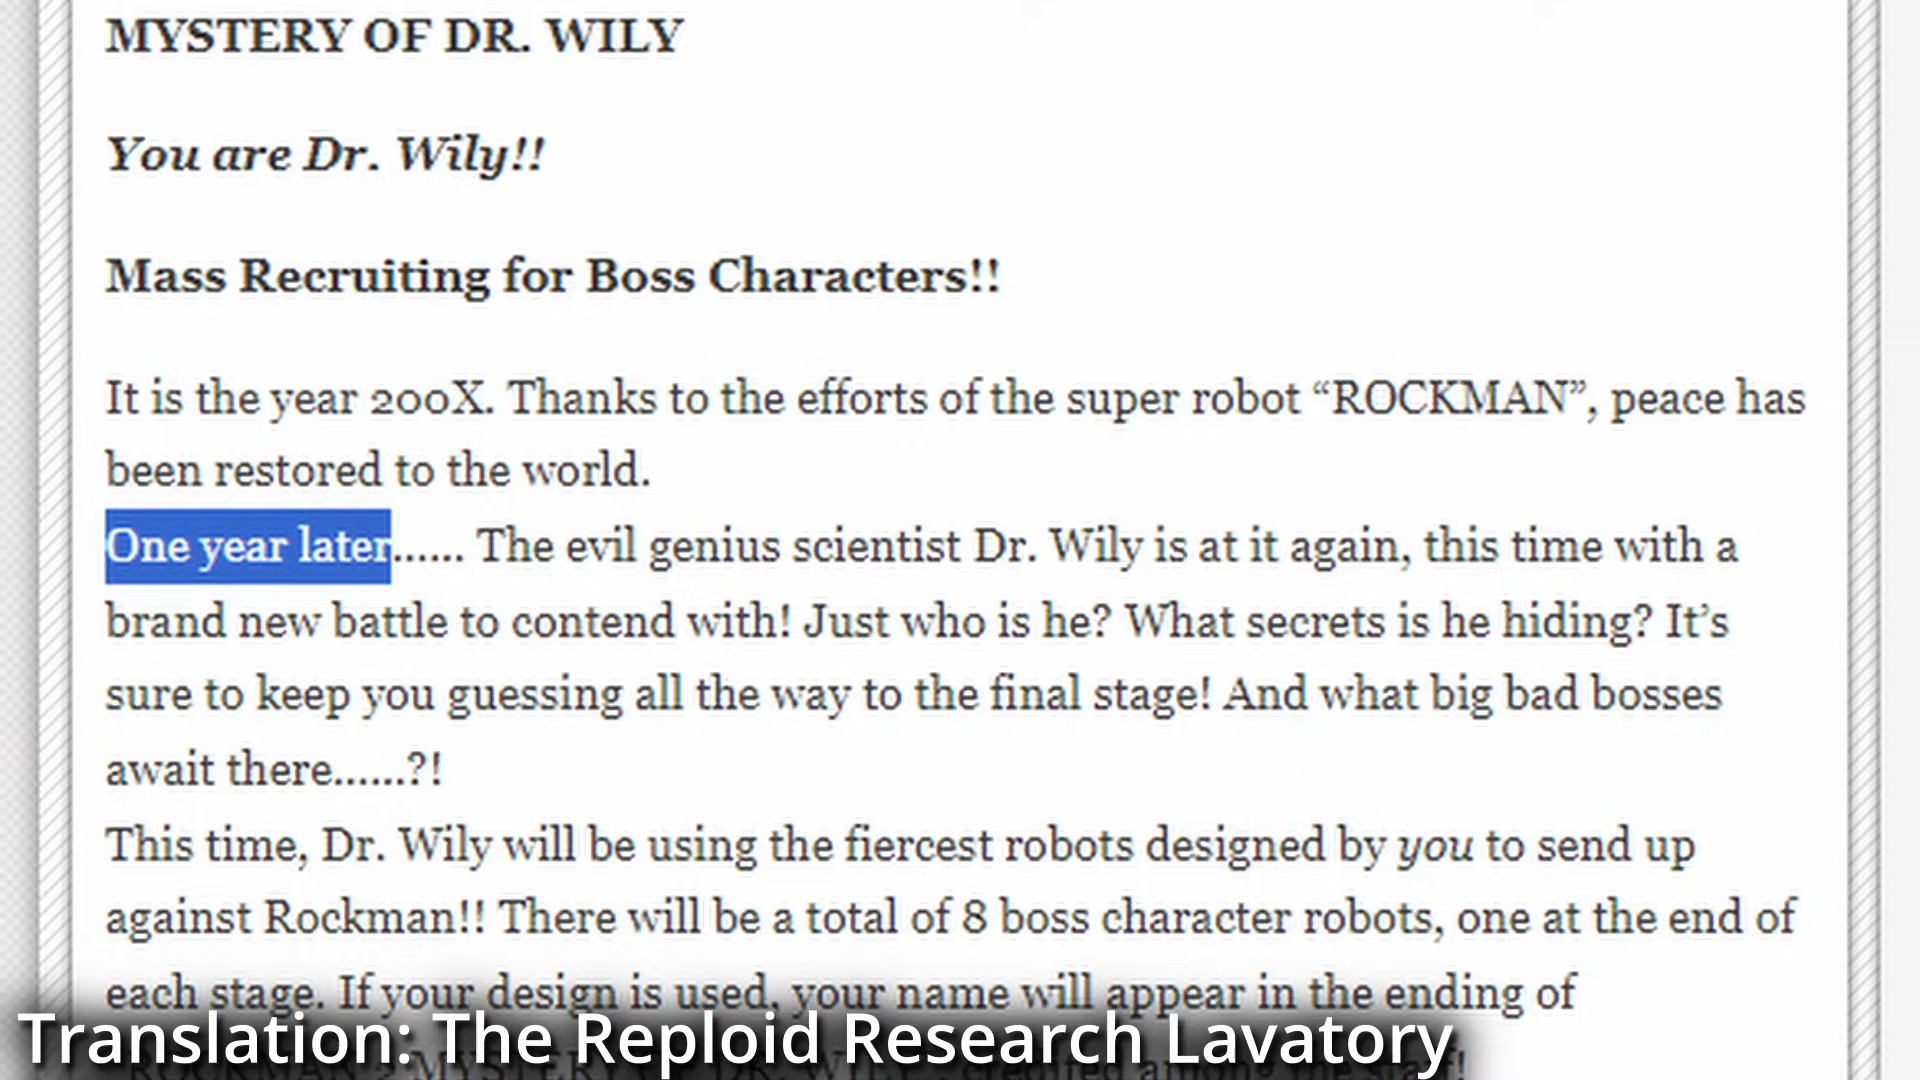 MYSTERY OF DR. WILY
You are Dr. Wily!!
Mass Recruiting for Boss Characters!!
It is the year 200X. Thanks to the efforts of the super robot “ROCKMAN”, peace has
been restored to the world.
One year later...... The evil genius scientist Dr. Wily is at it again, this time with a
brand new battle to contend with! Just who is he? What secrets is he hiding? It’s
sure to keep you guessing all the way to the final stage! And what big bad bosses
await there......?!
This time, Dr. Wily will be using the fiercest robots designed by you to send up
against Rockman!! There will be a total of 8 boss character robots, one at the end of
each stage. If your design is used, your name will appear in the ending of
Translation: The Reploid Research Lavatory